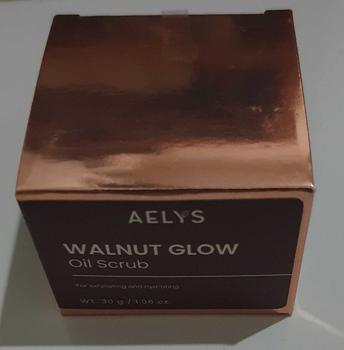 AELYS
WALNUT GLOW
Oil Scrub
For exfoliating and hydrating
WT. 30 g / 1.06 oz.